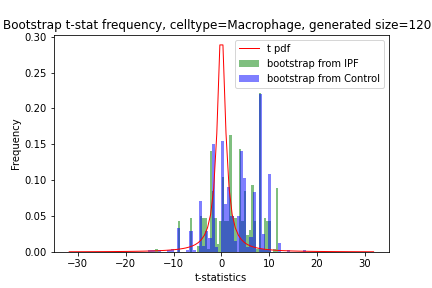 Bootstrap t-stat frequency, celltype=Macrophage, generated size=120
0.30
0.25
0.20
0.15
0.10
0.05
0.00
Frequency
t pdf
bootstrap from IPF
bootstrap from Control
−30 −20 −10 0 10 20 30
t-statistics